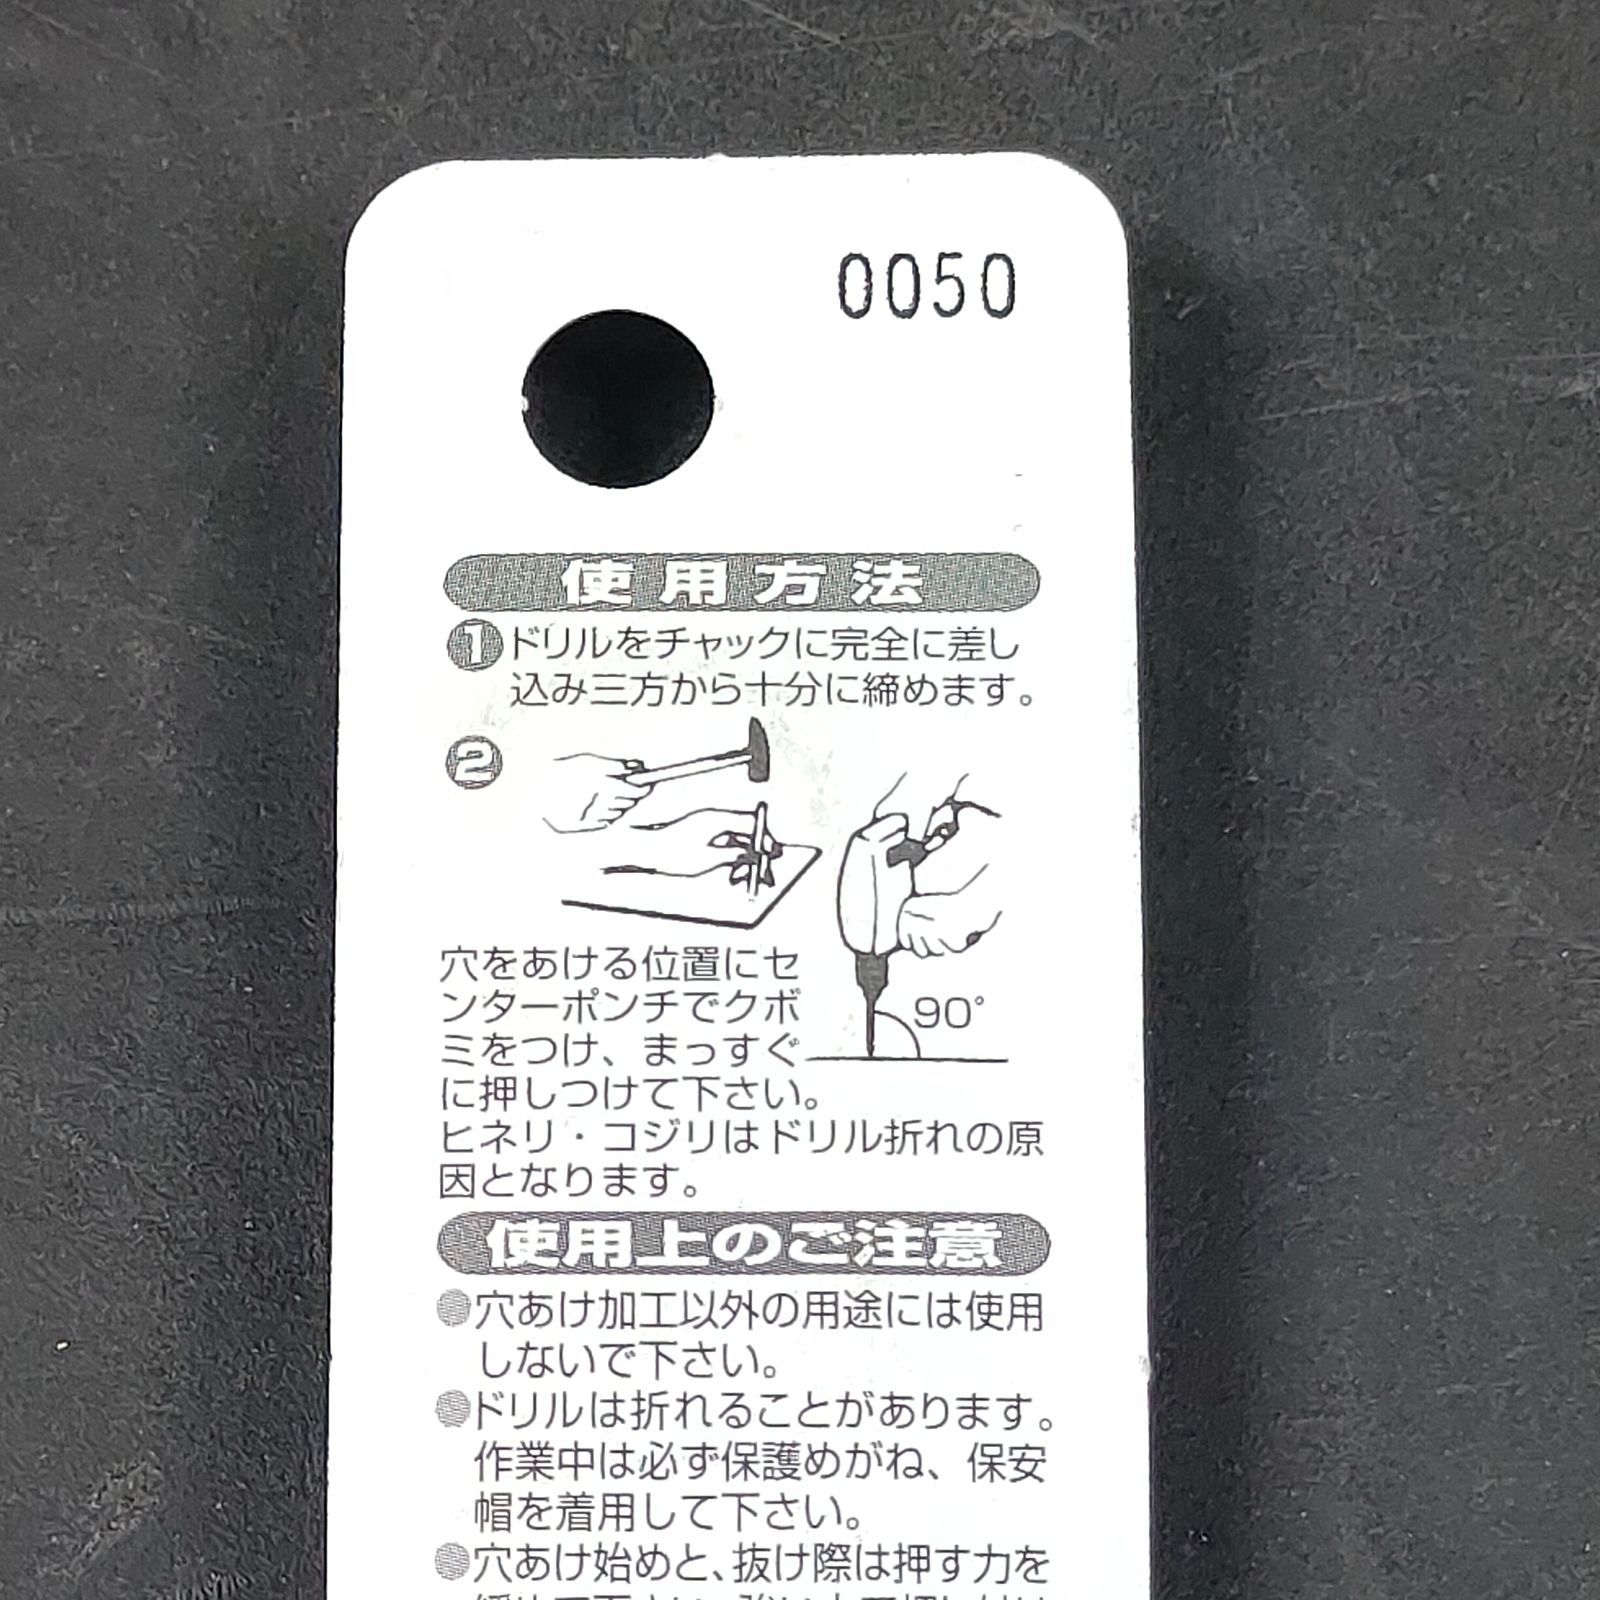 0050
使用方法
1 ドリルをチャックに完全に差し
込み三方から十分に締めます。
2
穴をあける位置にセ
ンターポンチでクボ
ミをつけ、まっすぐ
に押しつけて下さい。
90°
ヒネリ・コジリはドリル折れの原
因となります。
使用上のご注意
●穴あけ加工以外の用途には使用
しないで下さい。
●ドリルは折れることがあります。
作業中は必ず保護めがね、保安
帽を着用して下さい。
●穴あけ始めと、抜け際は押す力を